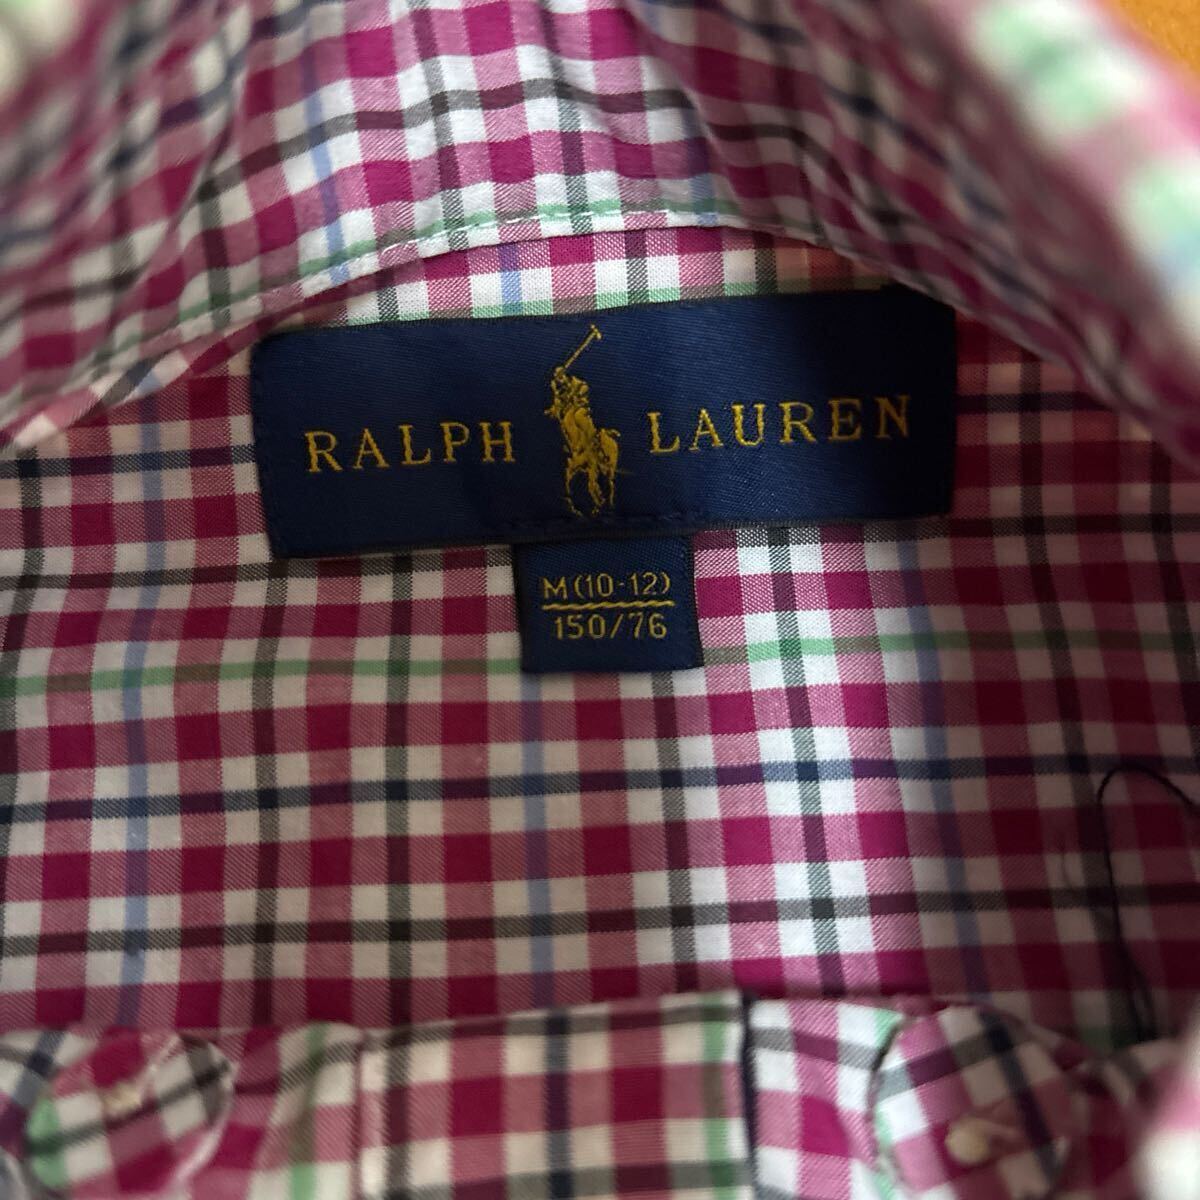 RALPH LAUREN
M(10-12)
150/76